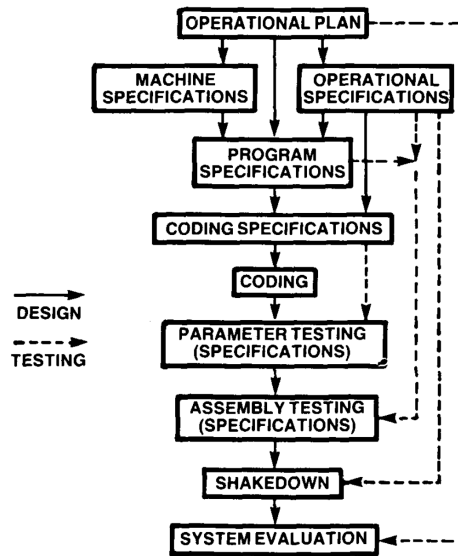 OPERATIONAL PLAN
MACHINE
SPECIFICATIONS
OPERATIONAL
SPECIFICATIONS
PROGRAM
SPECIFICATIONS
CODING SPECIFICATIONS
CODING
DESIGN
TESTING
PARAMETER TESTING
(SPECIFICATIONS)
ASSEMBLY TESTING
(SPECIFICATIONS)
SHAKEDOWN
SYSTEM EVALUATION